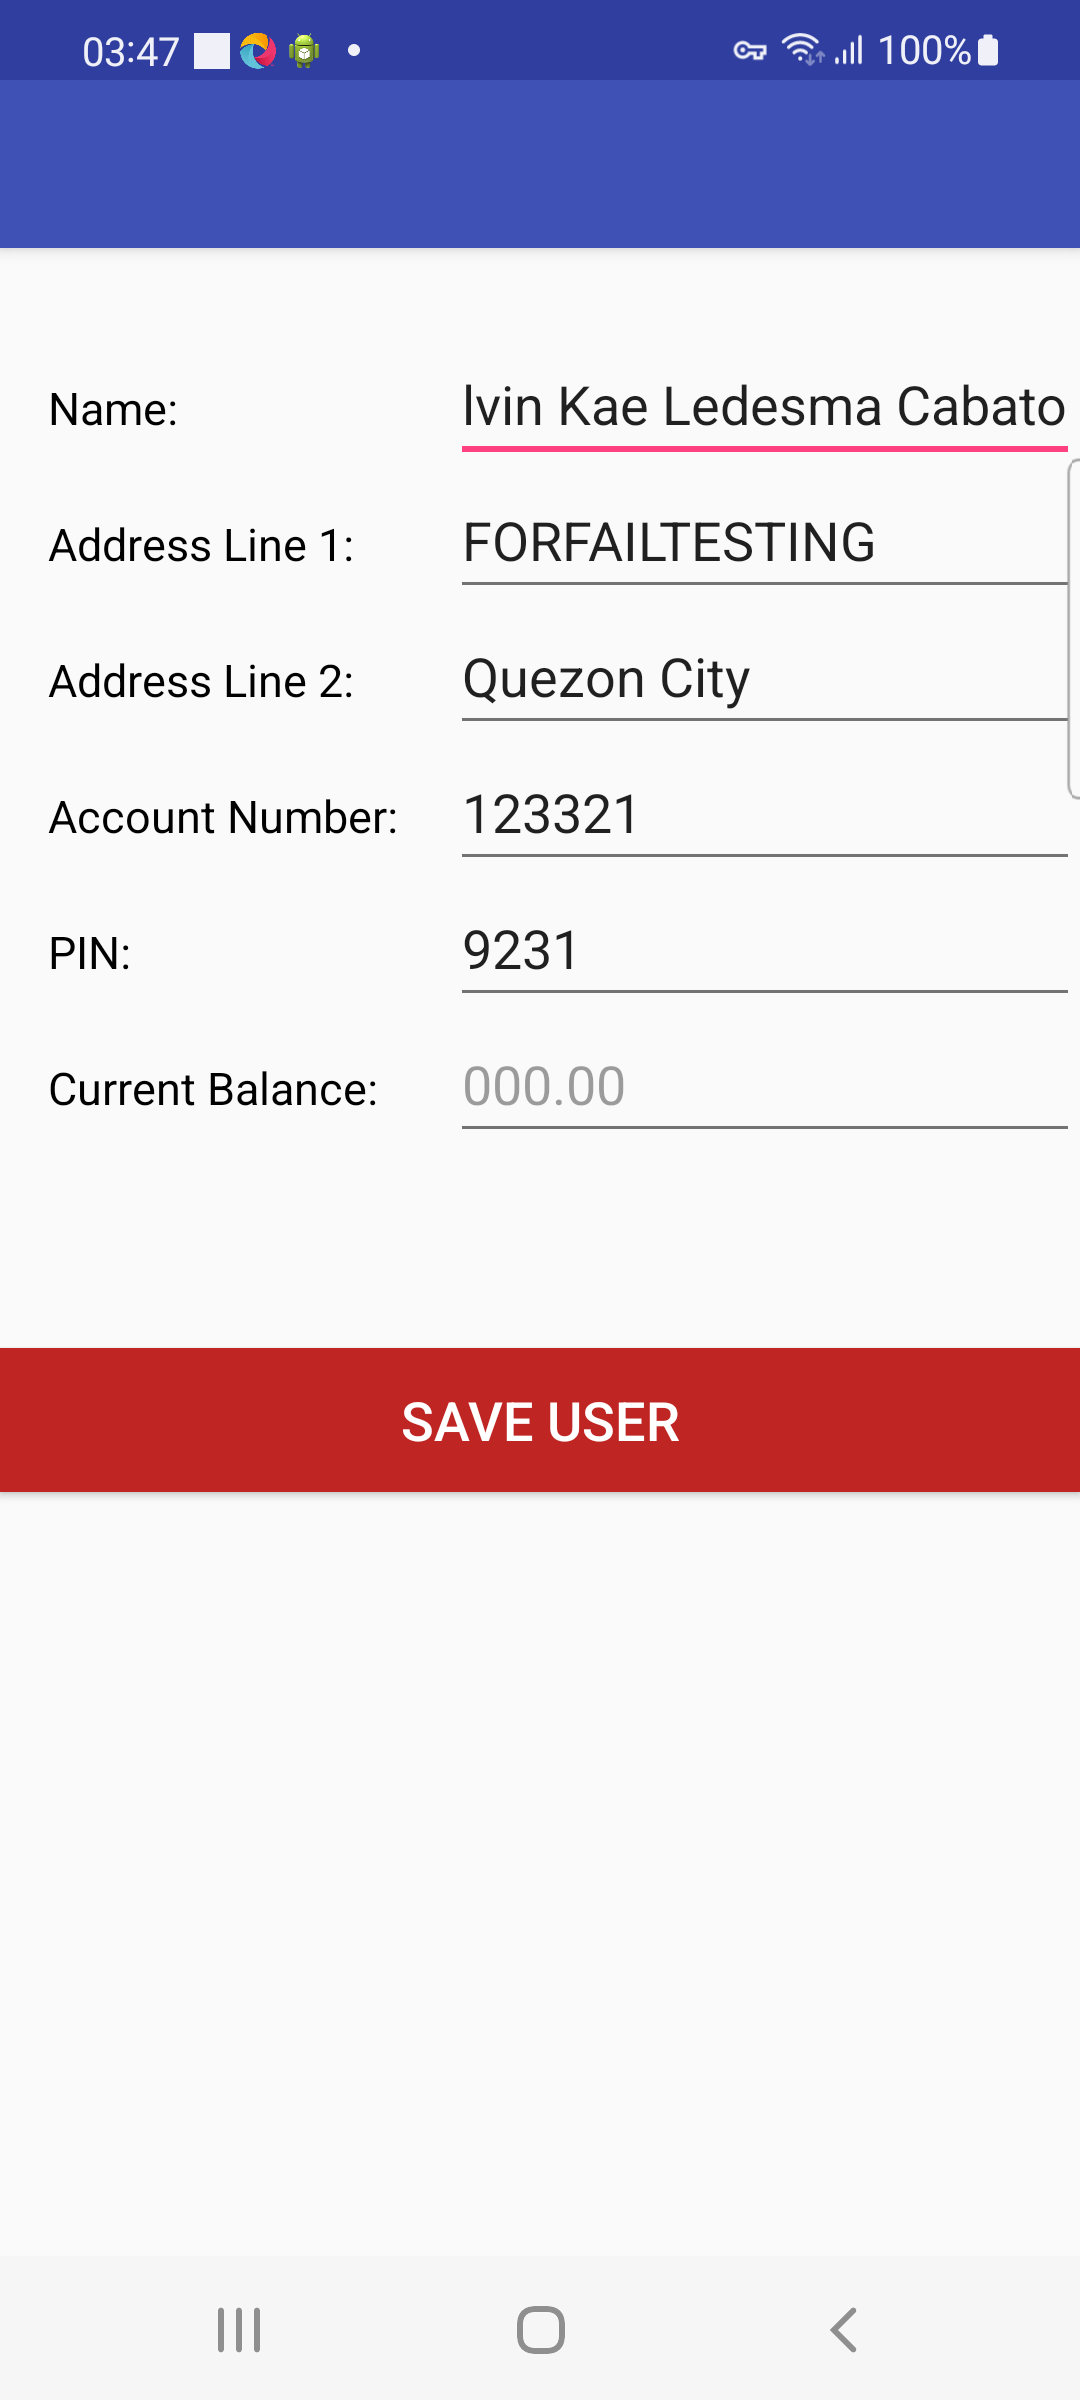 03:47 100%
Name: lvin Kae Ledesma Cabato
Address Line 1: FORFAILTESTING
Address Line 2: Quezon City
Account Number: 123321
PIN: 9231
Current Balance: 000.00
SAVE USER